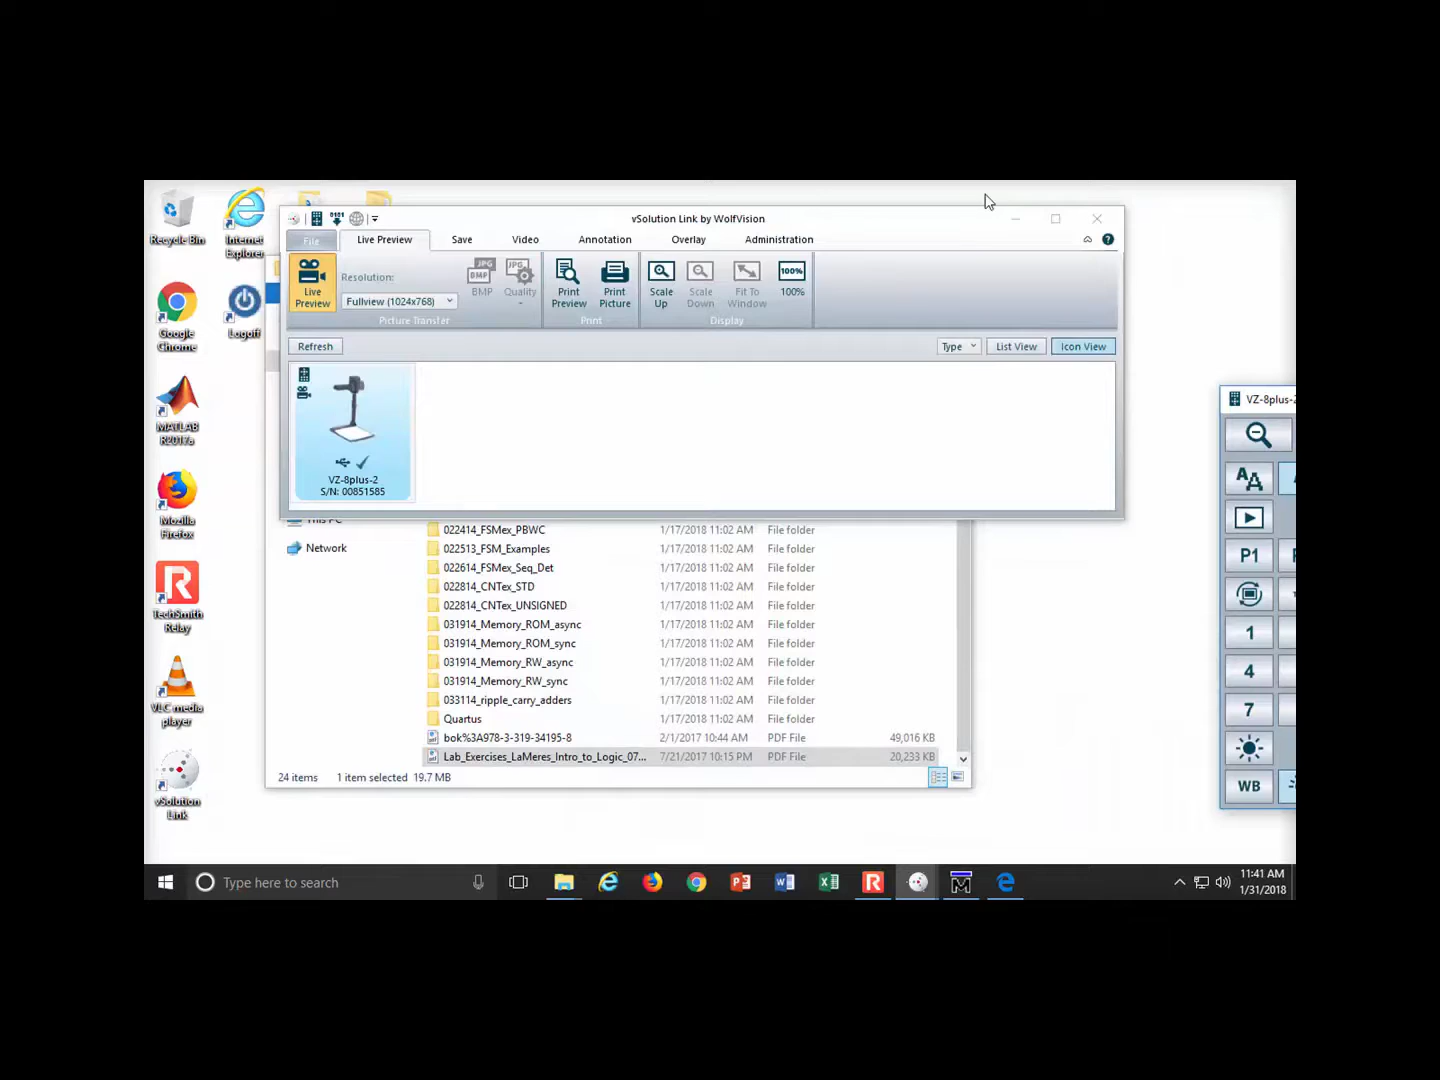 vSolution Link by WolfVision
File
Live Preview
Save
Video
Annotation
Overlay
Administration
Live Preview
Resolution:
Fullview (1024x768)
BMP
Quality
Print Preview
Print Picture
Scale Up
Scale Down
Fit To Window
100%
Picture Transfer
Print
Display
Refresh
Type
List View
Icon View
VZ-8plus-2
S/N: 00851585
Network
022414_FSMex_PBWC 1/17/2018 11:02 AM File folder
022513_FSM_Examples 1/17/2018 11:02 AM File folder
022614_FSMex_Seq_Det 1/17/2018 11:02 AM File folder
022814_CNTex_STD 1/17/2018 11:02 AM File folder
022814_CNTex_UNSIGNED 1/17/2018 11:02 AM File folder
031914_Memory_ROM_async 1/17/2018 11:02 AM File folder
031914_Memory_ROM_sync 1/17/2018 11:02 AM File folder
031914_Memory_RW_async 1/17/2018 11:02 AM File folder
031914_Memory_RW_sync 1/17/2018 11:02 AM File folder
033114_ripple_carry_adders 1/17/2018 11:02 AM File folder
Quartus 1/17/2018 11:02 AM File folder
bok%3A978-3-319-34195-8 2/1/2017 10:44 AM PDF File 49,016 KB
Lab_Exercises_LaMeres_Intro_to_Logic_07... 7/21/2017 10:15 PM PDF File 20,233 KB
24 items 1 item selected 19.7 MB
Recycle Bin
Internet Explorer
Google Chrome
Logoff
MATLAB R2017a
Mozilla Firefox
TechSmith Relay
VLC media player
vSolution Link
VZ-8plus-2
P1
1
4
7
WB
Type here to search
11:41 AM
1/31/2018